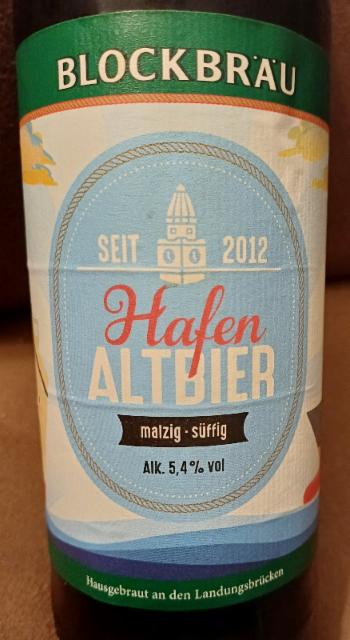 BLOCKBRÄU
SEIT 2012
Hafen
ALTBIER
malzig · süffig
Alk. 5,4% vol
Hausgebraut an den Landungsbrücken